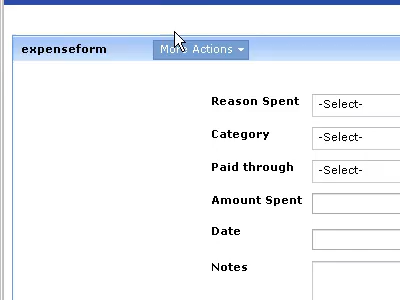 expenseform
More Actions
Reason Spent
-Select-
Category
-Select-
Paid through
-Select-
Amount Spent
Date
Notes